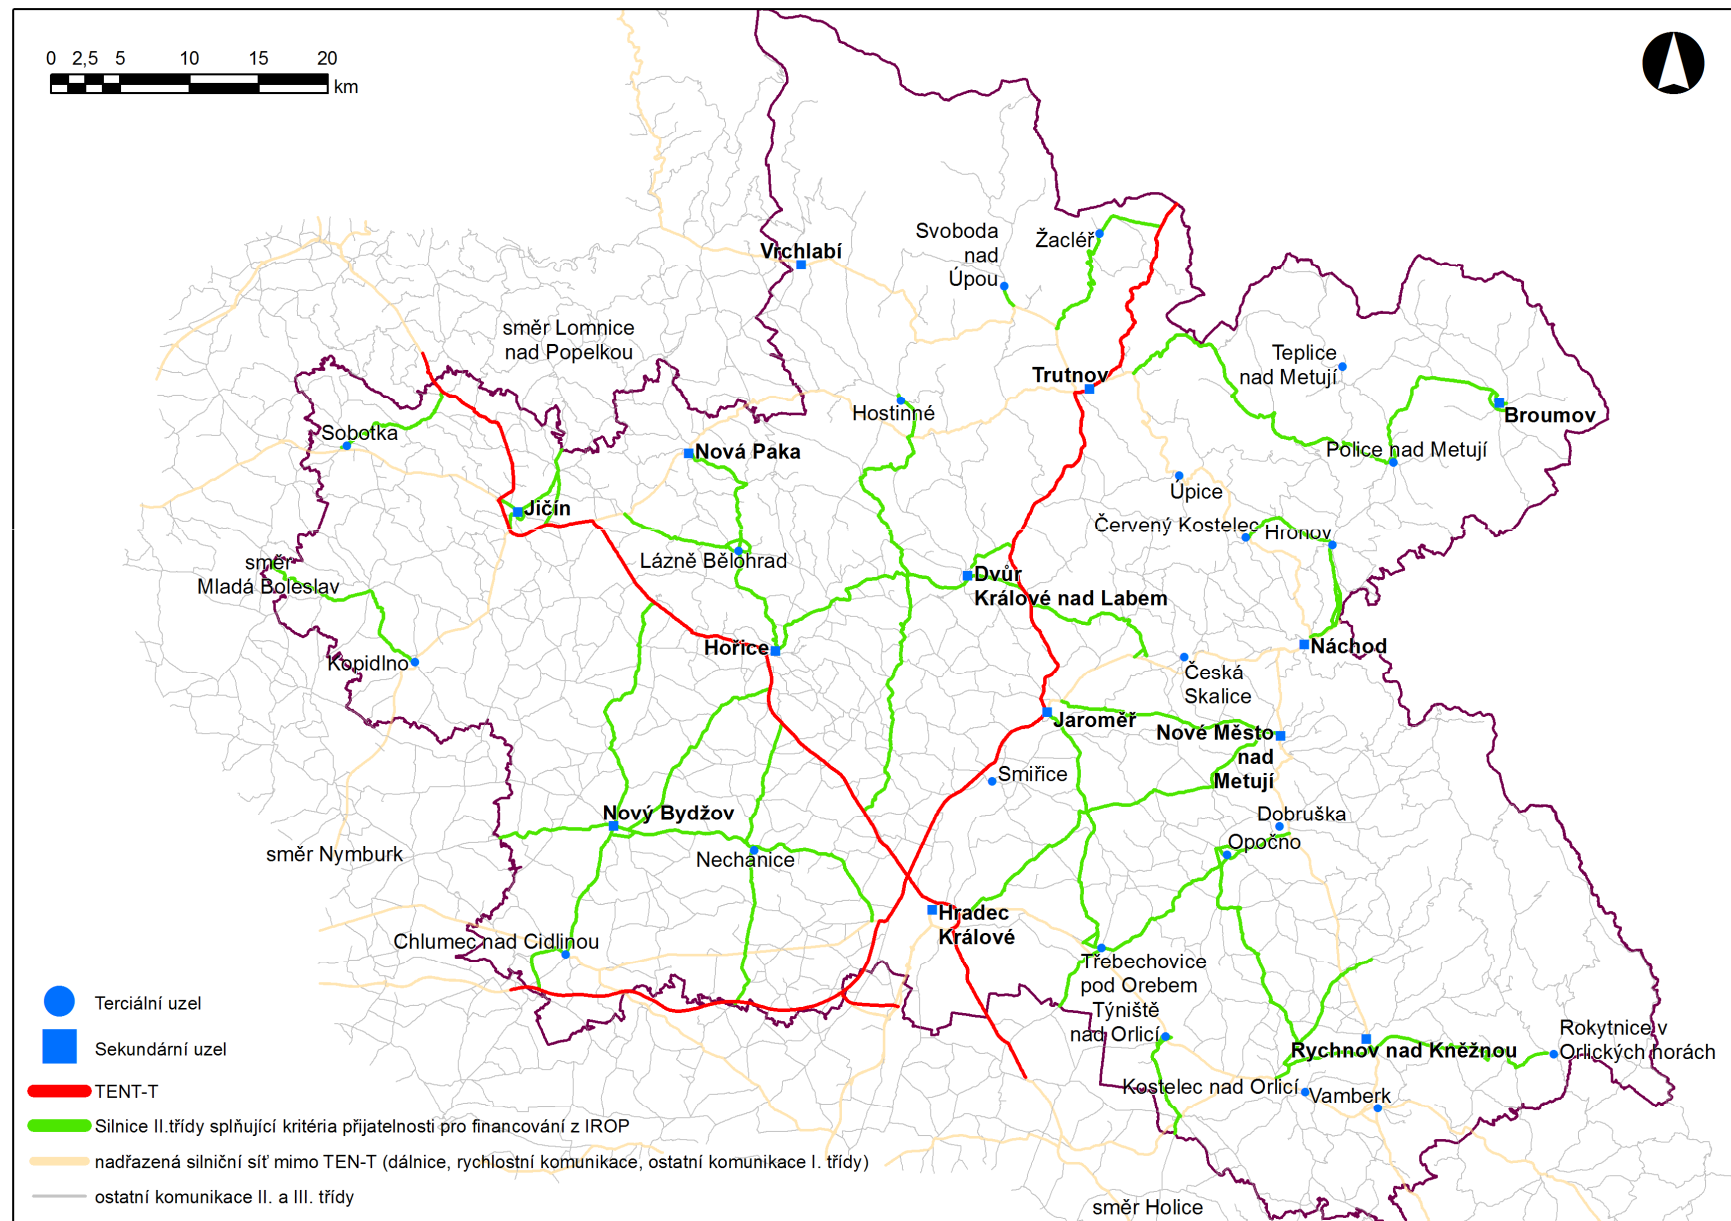 0 2,5 5 10 15 20
km
Svoboda
nad
Úpou
Žacléř
Vrchlabí
směr Lomnice
nad Popelkou
Teplice
nad Metují
Trutnov
Hostinné
Broumov
Sobotka
Nová Paka
Police nad Metují
Úpice
Jičín
Červený Kostelec
Hronov
Lázně Bělohrad
směr
Mladá Boleslav
Dvůr
Králové nad Labem
Hořice
Náchod
Kopidlno
Česká
Skalice
Jaroměř
Nové Město
nad
Metují
Smiřice
Nový Bydžov
Dobruška
Opočno
směr Nymburk
Nechanice
Hradec
Králové
Chlumec nad Cidlinou
Třebechovice
pod Orebem
Týniště
nad Orlicí
Rychnov nad Kněžnou
Rokytnice v
Orlických horách
Kostelec nad Orlicí
Vamberk
směr Holice
Terciální uzel
Sekundární uzel
TENT-T
Silnice II.třídy splňující kritéria přijatelnosti pro financování z IROP
nadřazená silniční síť mimo TEN-T (dálnice, rychlostní komunikace, ostatní komunikace I. třídy)
ostatní komunikace II. a III. třídy